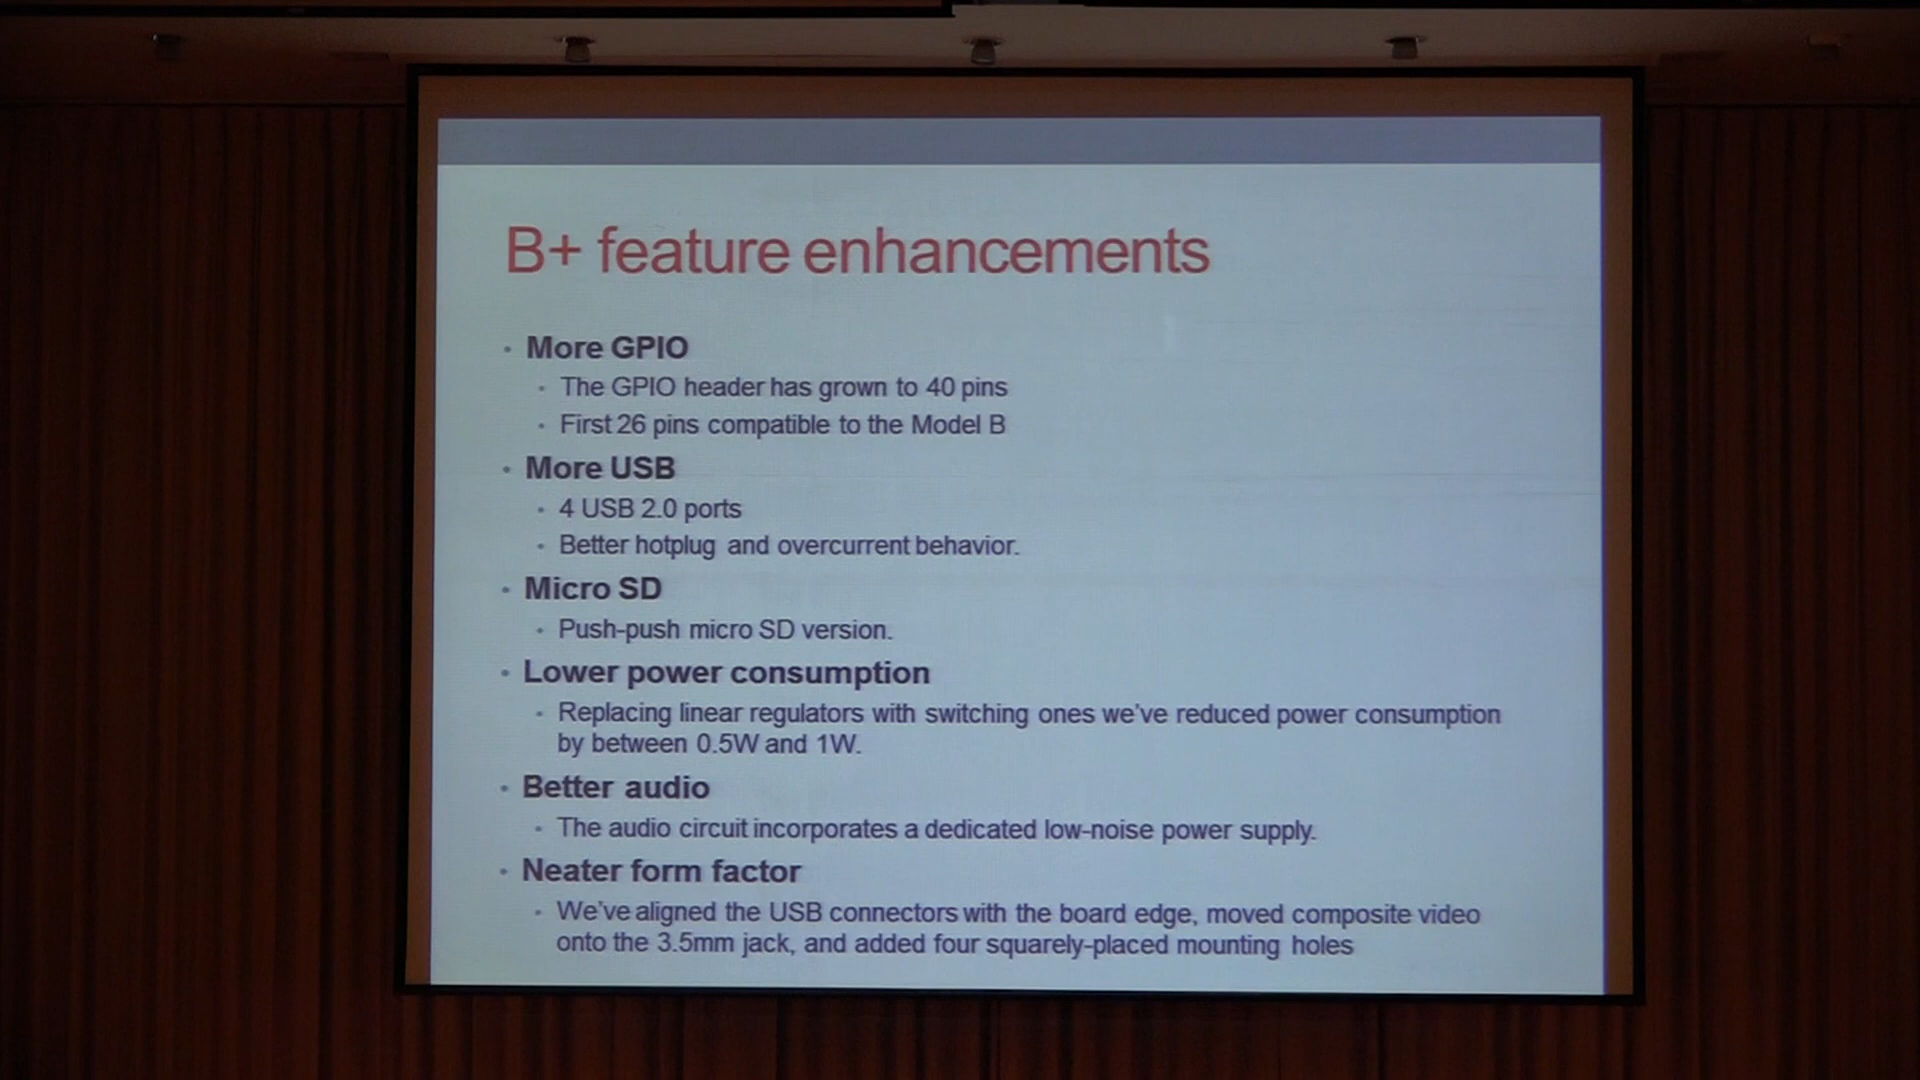 B+ feature enhancements
• More GPIO
• The GPIO header has grown to 40 pins
• First 26 pins compatible to the Model B
• More USB
• 4 USB 2.0 ports
• Better hotplug and overcurrent behavior.
• Micro SD
• Push-push micro SD version.
• Lower power consumption
• Replacing linear regulators with switching ones we've reduced power consumption
by between 0.5W and 1W.
• Better audio
• The audio circuit incorporates a dedicated low-noise power supply.
• Neater form factor
• We've aligned the USB connectors with the board edge, moved composite video
onto the 3.5mm jack, and added four squarely-placed mounting holes